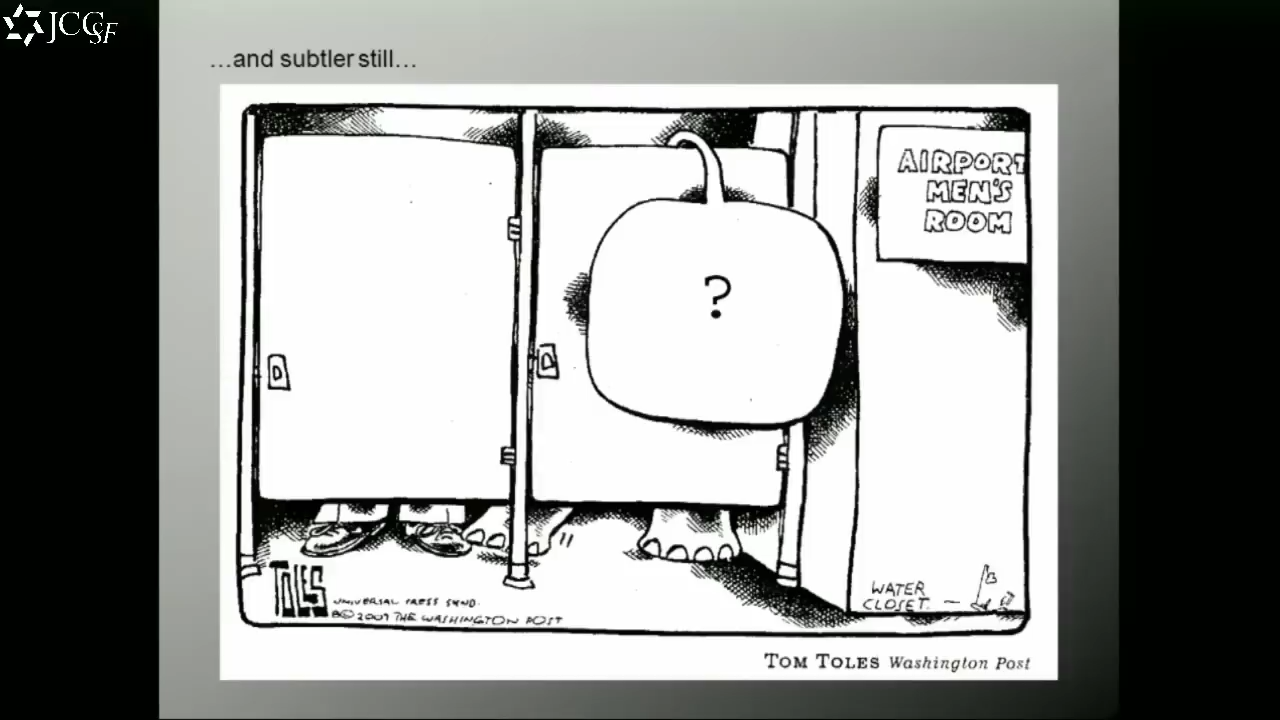 JCCSF
…and subtler still…
AIRPORT
MEN'S
ROOM
?
TOLES
UNIVERSAL PRESS SYND.
©2007 THE WASHINGTON POST
WATER
CLOSET
TOM TOLES Washington Post